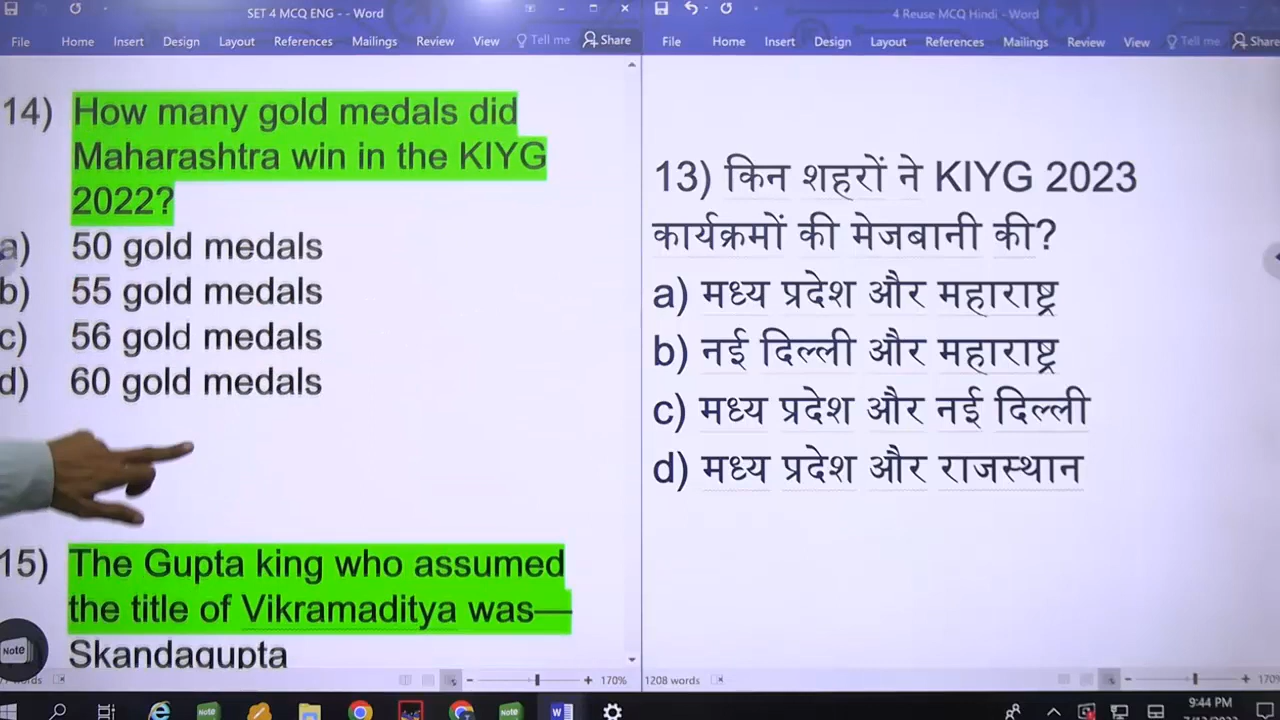 SET 4 MCQ ENG - - Word
File Home Insert Design Layout References Mailings Review View Tell me Share
14) How many gold medals did
Maharashtra win in the KIYG
2022?
a) 50 gold medals
b) 55 gold medals
c) 56 gold medals
d) 60 gold medals
15) The Gupta king who assumed
the title of Vikramaditya was—
Skandagupta
Note
words
170%
4 Reuse MCQ Hindi - Word
File Home Insert Design Layout References Mailings Review View Tell me Share
13) किन शहरों ने KIYG 2023
कार्यक्रमों की मेजबानी की?
a) मध्य प्रदेश और महाराष्ट्र
b) नई दिल्ली और महाराष्ट्र
c) मध्य प्रदेश और नई दिल्ली
d) मध्य प्रदेश और राजस्थान
1208 words
170%
Note
Note
9:44 PM